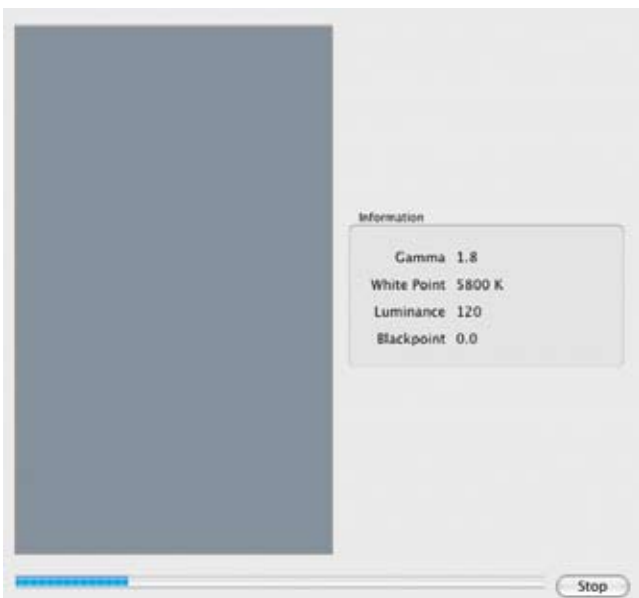 Information
Gamma 1.8
White Point 5800 K
Luminance 120
Blackpoint 0.0
Stop